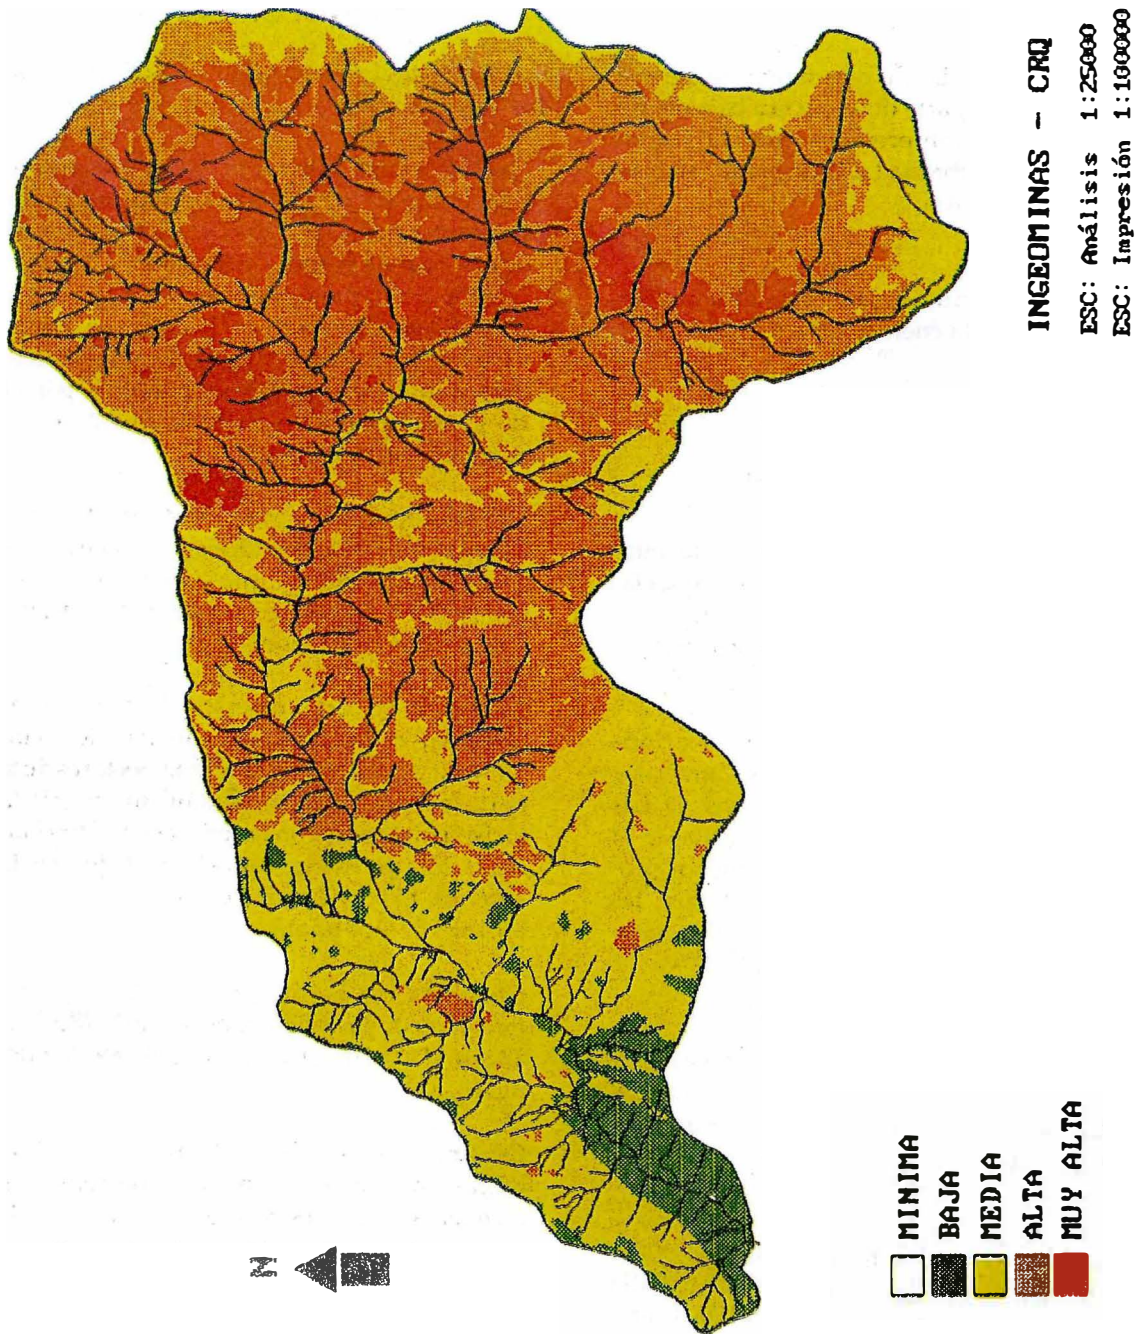 INGEOMINAS - CRQ
ESC: Análisis 1:25000
ESC: Impresión 1:100000
N
MINIMA
BAJA
MEDIA
ALTA
MUY ALTA